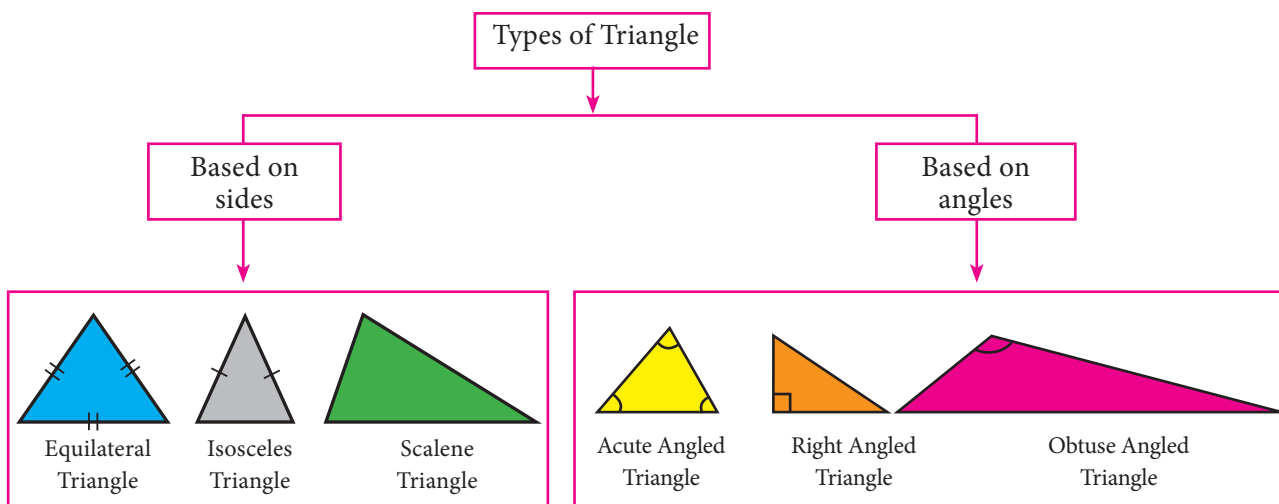 Types of Triangle
Based on
sides
Based on
angles
Equilateral
Triangle
Isosceles
Triangle
Scalene
Triangle
Acute Angled
Triangle
Right Angled
Triangle
Obtuse Angled
Triangle